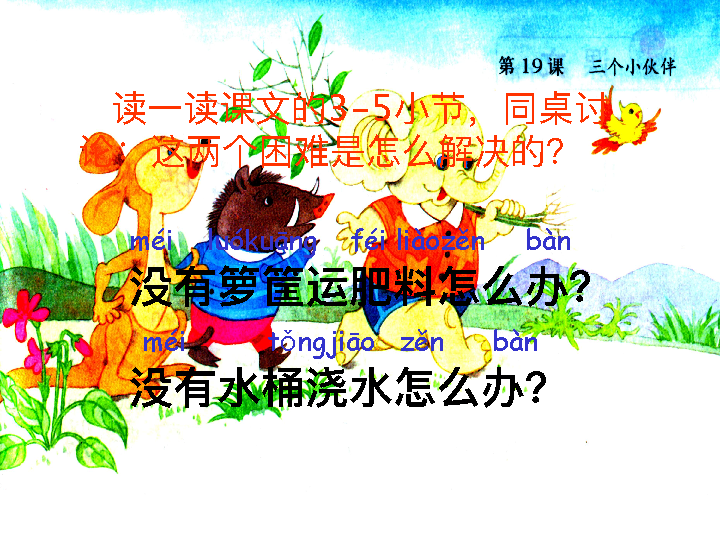 第19课 三个小伙伴
读一读课文的3-5小节，同桌讨
论：这两个困难是怎么解决的？
méi luókuāng féi liàozěn bàn
没有箩筐运肥料怎么办？
méi tǒngjiāo zěn bàn
没有水桶浇水怎么办？